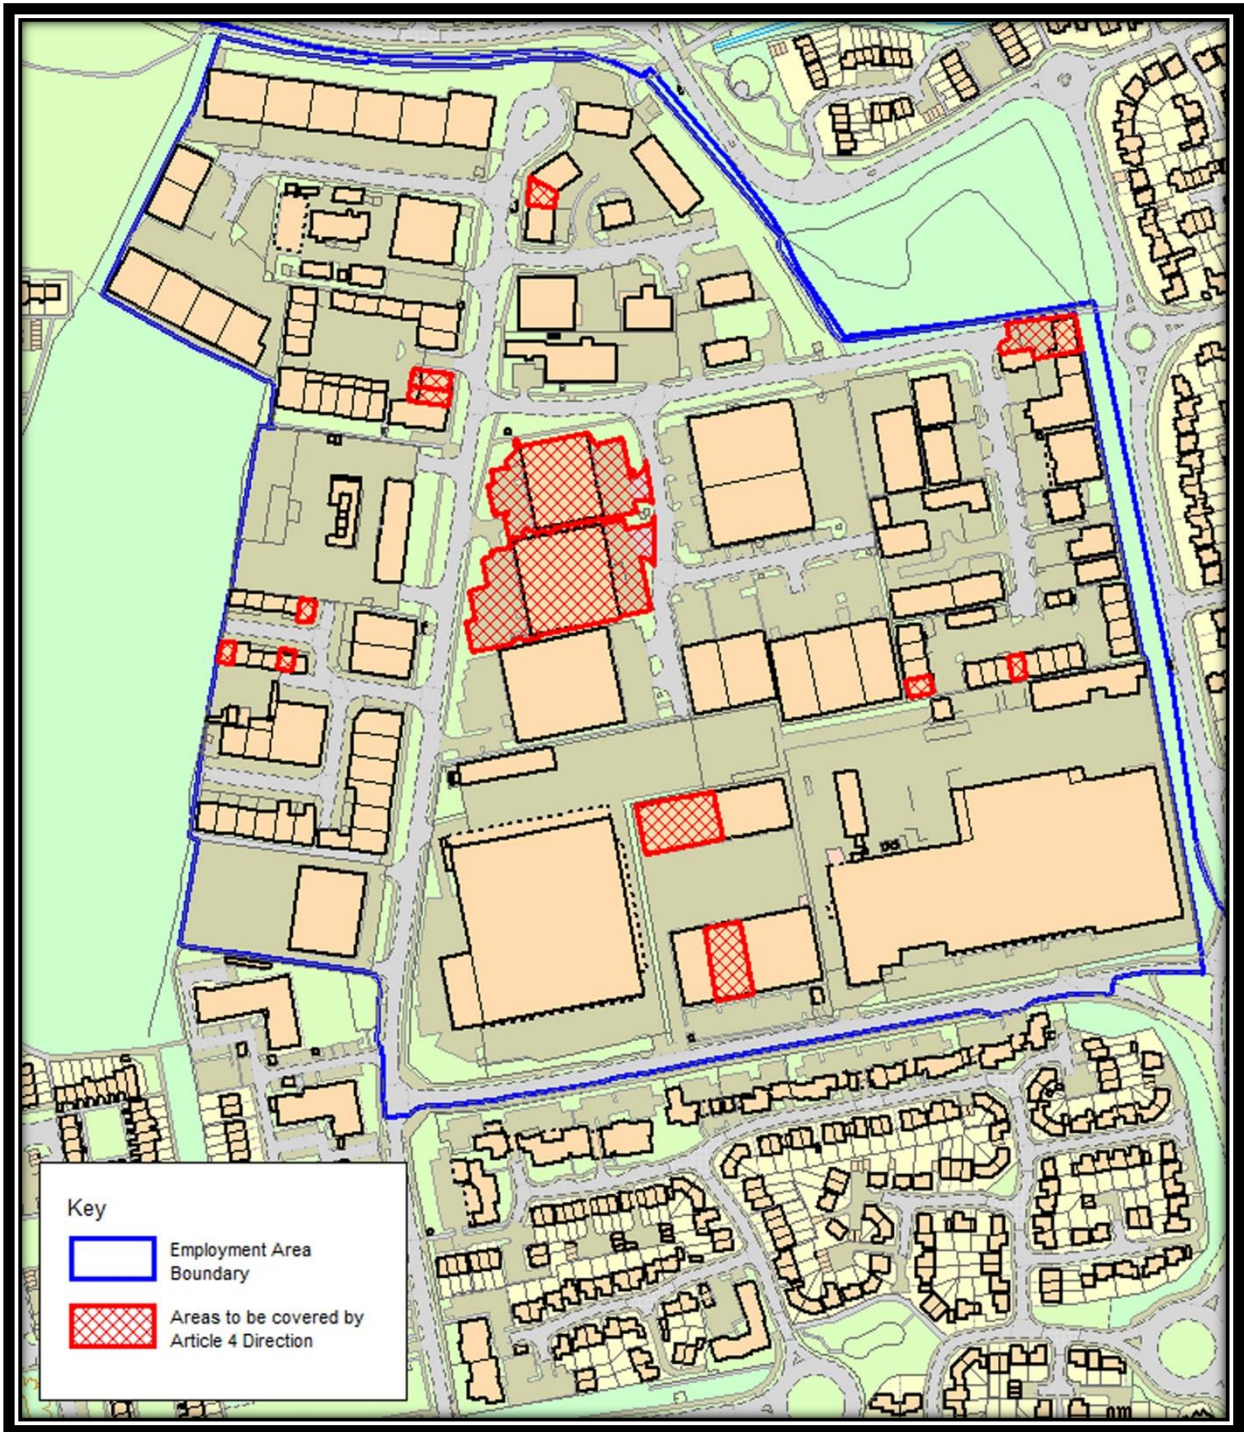 Key
Employment Area
Boundary
Areas to be covered by
Article 4 Direction